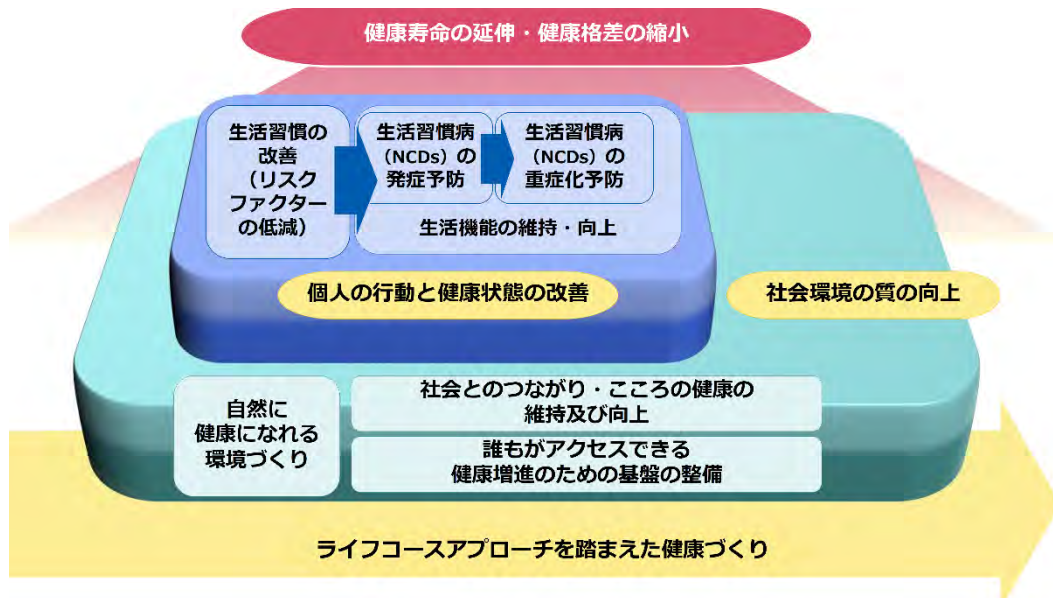 健康寿命の延伸・健康格差の縮小
生活習慣の
改善
（リスク
ファクター
の低減）
生活習慣病
（NCDs）の
発症予防
生活習慣病
（NCDs）の
重症化予防
生活機能の維持・向上
個人の行動と健康状態の改善
社会環境の質の向上
自然に
健康になれる
環境づくり
社会とのつながり・こころの健康の
維持及び向上
誰もがアクセスできる
健康増進のための基盤の整備
ライフコースアプローチを踏まえた健康づくり